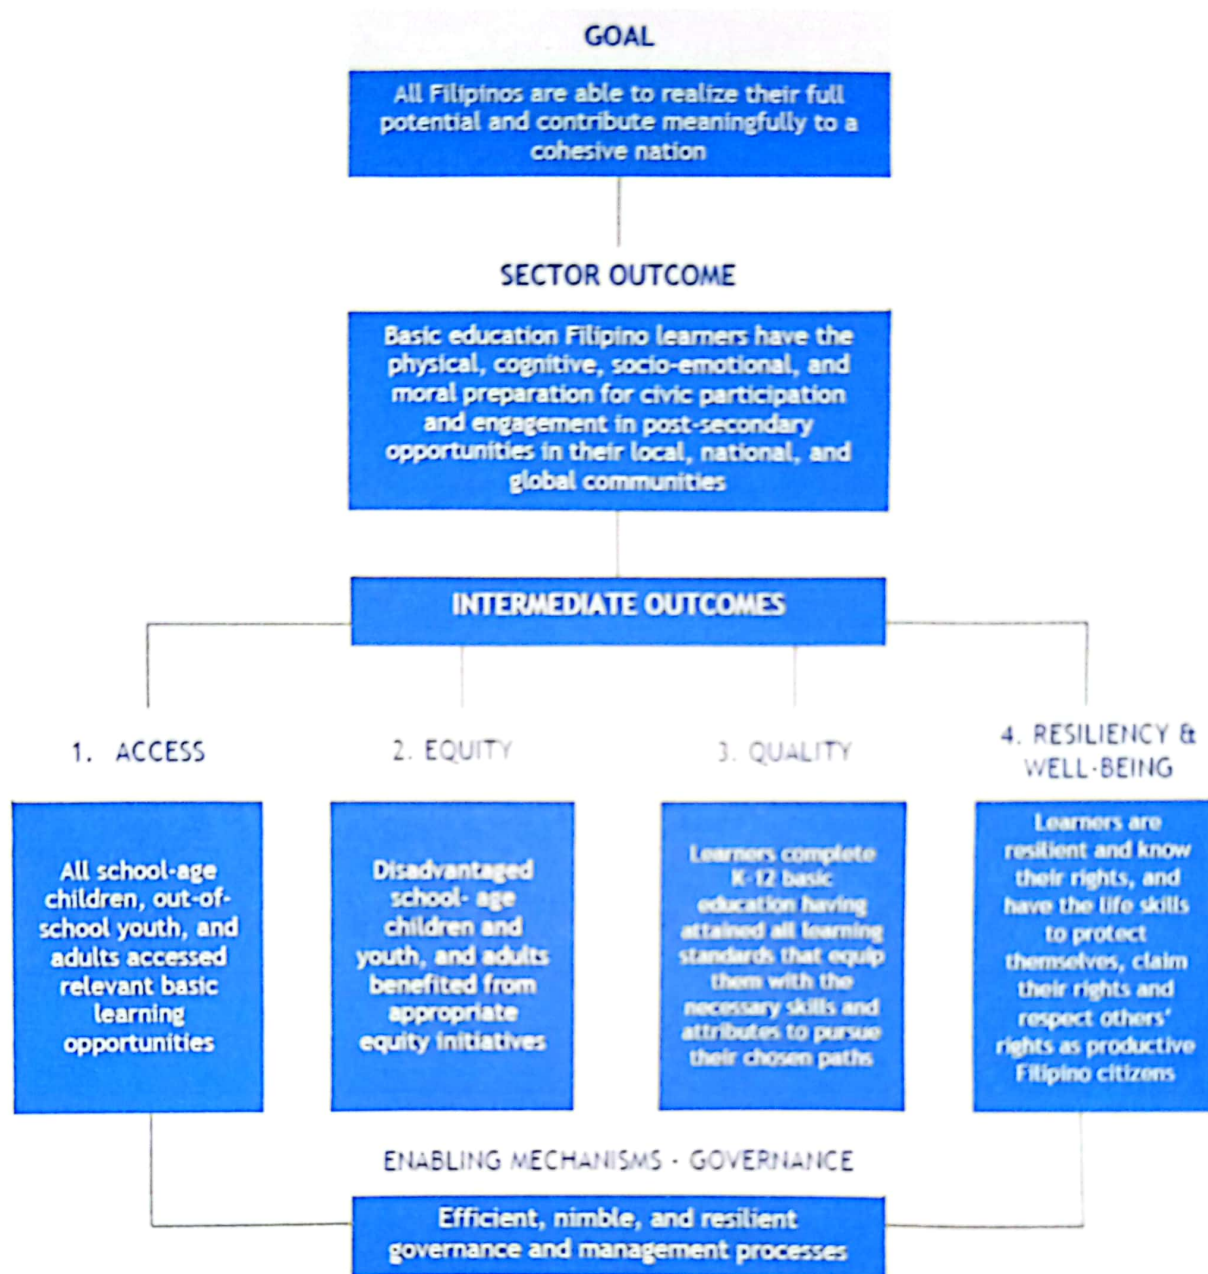 GOAL
All Filipinos are able to realize their full
potential and contribute meaningfully to a
cohesive nation
SECTOR OUTCOME
Basic education Filipino learners have the
physical, cognitive, socio-emotional, and
moral preparation for civic participation
and engagement in post-secondary
opportunities in their local, national, and
global communities
INTERMEDIATE OUTCOMES
1. ACCESS
All school-age
children, out-of-
school youth, and
adults accessed
relevant basic
learning
opportunities
2. EQUITY
Disadvantaged
school- age
children and
youth, and adults
benefited from
appropriate
equity initiatives
3. QUALITY
Learners complete
K-12 basic
education having
attained all learning
standards that equip
them with the
necessary skills and
attributes to pursue
their chosen paths
4. RESILIENCY &
WELL-BEING
Learners are
resilient and know
their rights, and
have the life skills
to protect
themselves, claim
their rights and
respect others'
rights as productive
Filipino citizens
ENABLING MECHANISMS - GOVERNANCE
Efficient, nimble, and resilient
governance and management processes